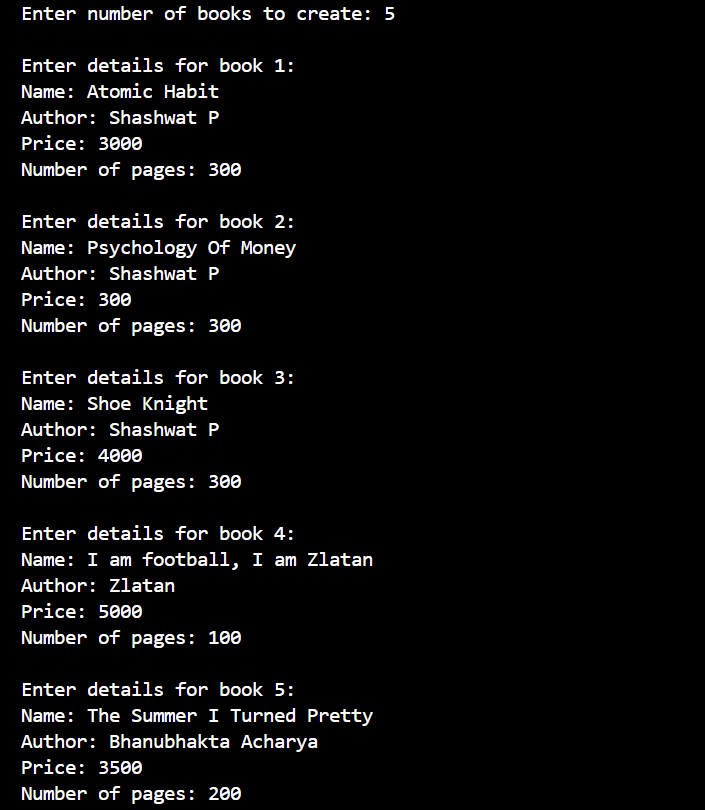 Enter number of books to create: 5
Enter details for book 1:
Name: Atomic Habit
Author: Shashwat P
Price: 3000
Number of pages: 300
Enter details for book 2:
Name: Psychology Of Money
Author: Shashwat P
Price: 300
Number of pages: 300
Enter details for book 3:
Name: Shoe Knight
Author: Shashwat P
Price: 4000
Number of pages: 300
Enter details for book 4:
Name: I am football, I am Zlatan
Author: Zlatan
Price: 5000
Number of pages: 100
Enter details for book 5:
Name: The Summer I Turned Pretty
Author: Bhanubhakta Acharya
Price: 3500
Number of pages: 200